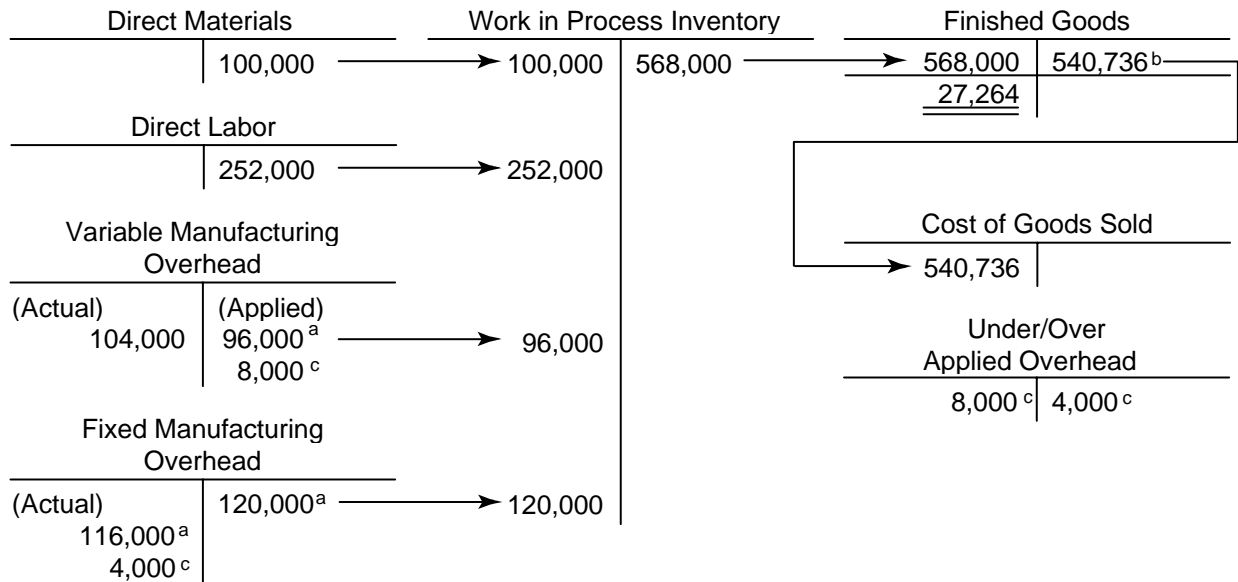 Direct Materials
100,000
Work in Process Inventory
100,000 568,000
Finished Goods
568,000 540,736 b
27,264
Direct Labor
252,000
252,000
Variable Manufacturing
Overhead
(Actual) (Applied)
104,000 96,000 a
8,000 c
96,000
Cost of Goods Sold
540,736
Under/Over
Applied Overhead
8,000 c 4,000 c
Fixed Manufacturing
Overhead
(Actual) 120,000 a
116,000 a
4,000 c
120,000